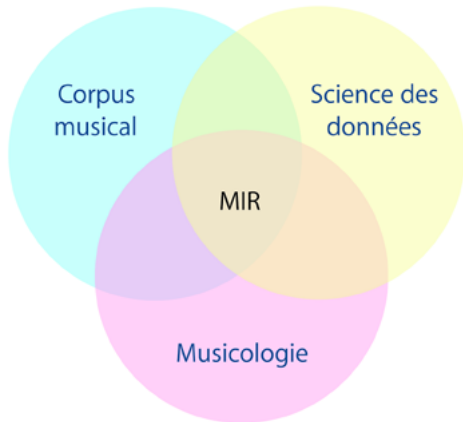 Corpus
musical
Science des
données
MIR
Musicologie